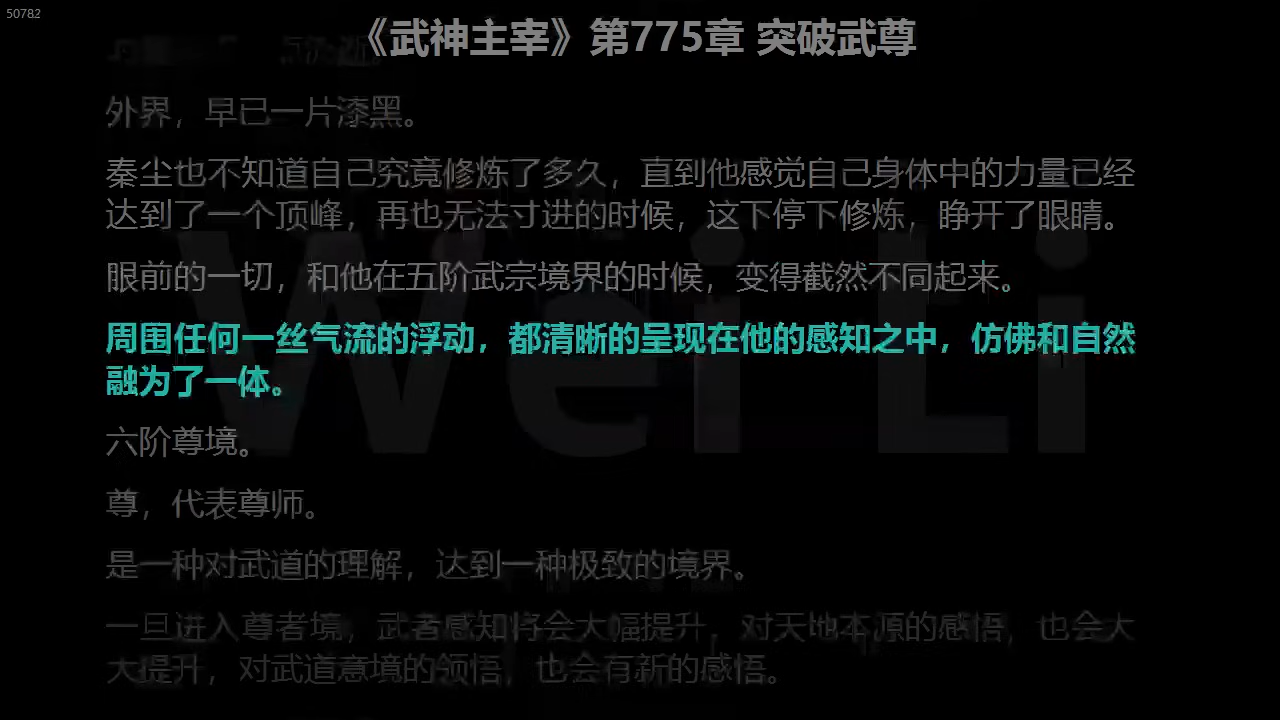 50782
《武神主宰》第775章 突破武尊
外界，早已一片漆黑。
秦尘也不知道自己究竟修炼了多久，直到他感觉自己身体中的力量已经
达到了一个顶峰，再也无法寸进的时候，这下停下修炼，睁开了眼睛。
眼前的一切，和他在五阶武宗境界的时候，变得截然不同起来。
周围任何一丝气流的浮动，都清晰的呈现在他的感知之中，仿佛和自然
融为了一体。
六阶尊境。
尊，代表尊师。
是一种对武道的理解，达到一种极致的境界。
一旦进入尊者境，武者感知将会大幅提升，对天地本源的感悟，也会大
大提升，对武道意境的领悟，也会有新的感悟。
Wei Li